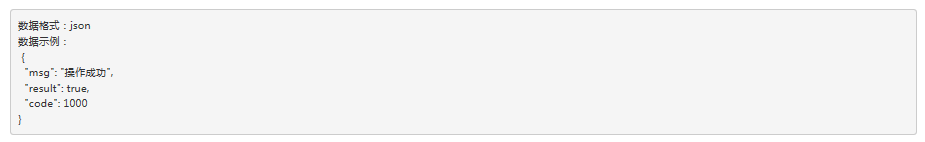 数据格式：json
数据示例：
{
"msg": "操作成功",
"result": true,
"code": 1000
}